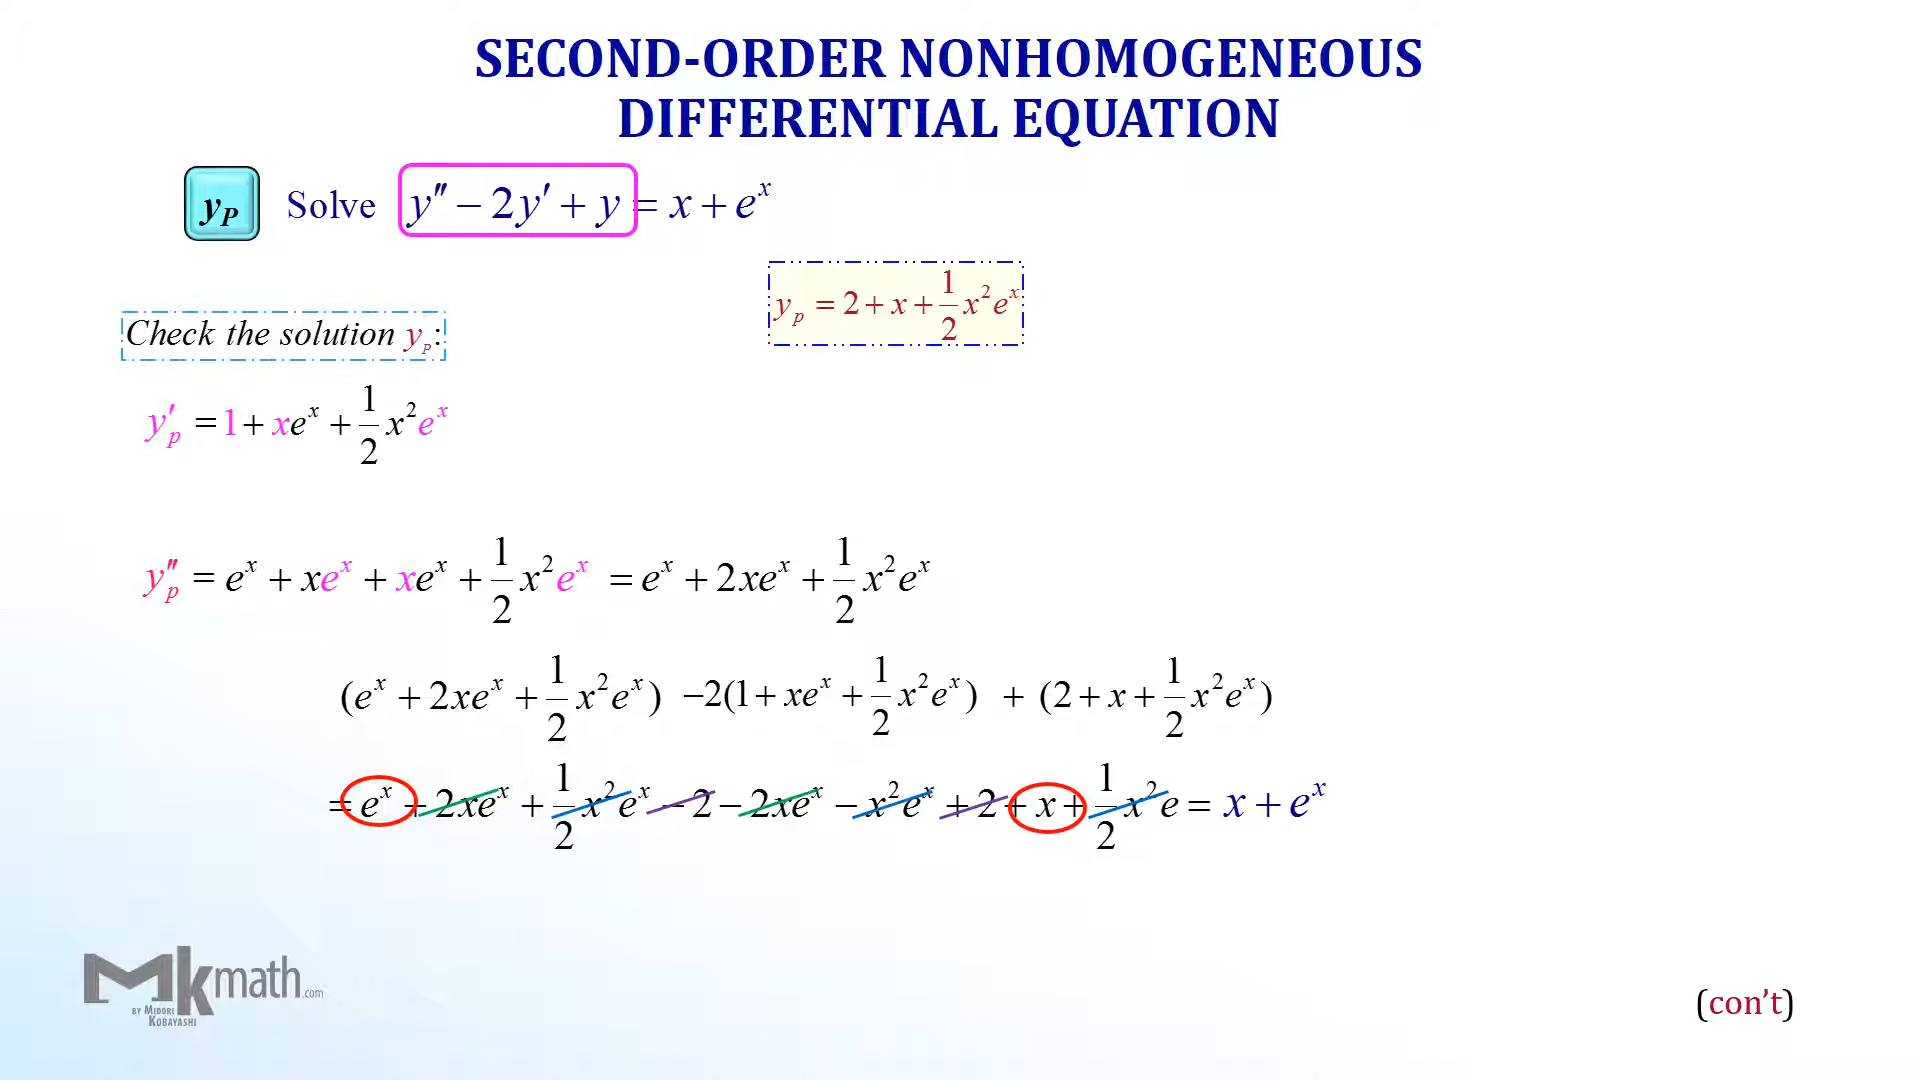 SECOND-ORDER NONHOMOGENEOUS
DIFFERENTIAL EQUATION
y_P Solve y″ − 2y′ + y = x + e^x
y_p = 2 + x + 1/2 x^2 e^x
Check the solution y_P:
y′_p = 1 + xe^x + 1/2 x^2 e^x
y″_p = e^x + xe^x + xe^x + 1/2 x^2 e^x = e^x + 2xe^x + 1/2 x^2 e^x
(e^x + 2xe^x + 1/2 x^2 e^x) −2(1 + xe^x + 1/2 x^2 e^x) + (2 + x + 1/2 x^2 e^x)
= e^x + 2xe^x + 1/2 x^2 e^x − 2 − 2xe^x − x^2 e^x + 2 + x + 1/2 x^2 e = x + e^x
Mkmath.com
BY MIDORI
KOBAYASHI
(con’t)